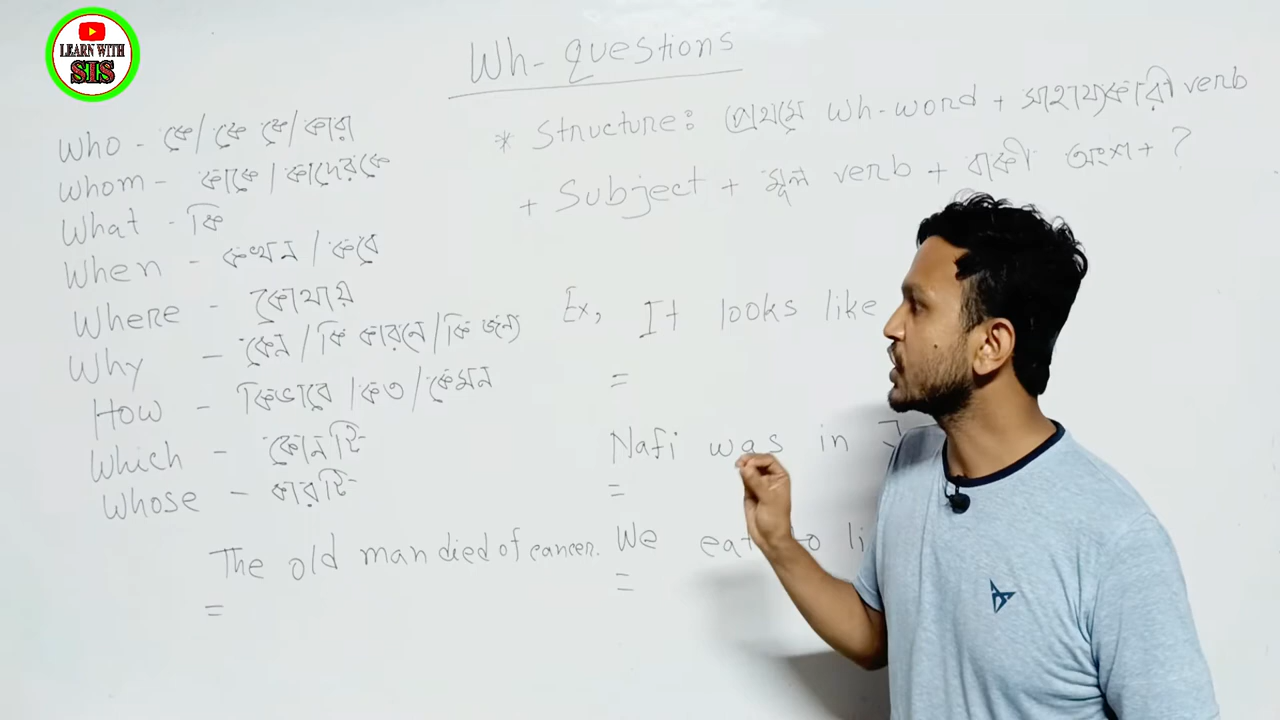 LEARN WITH
SIS
Wh-questions
Who - কে/কে কে/কারা
Whom - কাকে/কাদেরকে
What - কি
When - কখন/কবে
Where - কোথায়
Why - কেন/কি কারনে/কি জন্য
How - কিভাবে/কত/কেমন
Which - কোনটি
Whose - কারটি
* Structure: প্রথমে Wh-word + সাহায্যকারী verb
+ Subject + মূল verb + বাকী অংশ + ?
Ex, It looks like
=
Nafi was in
=
We eat to
=
The old man died of cancer.
=